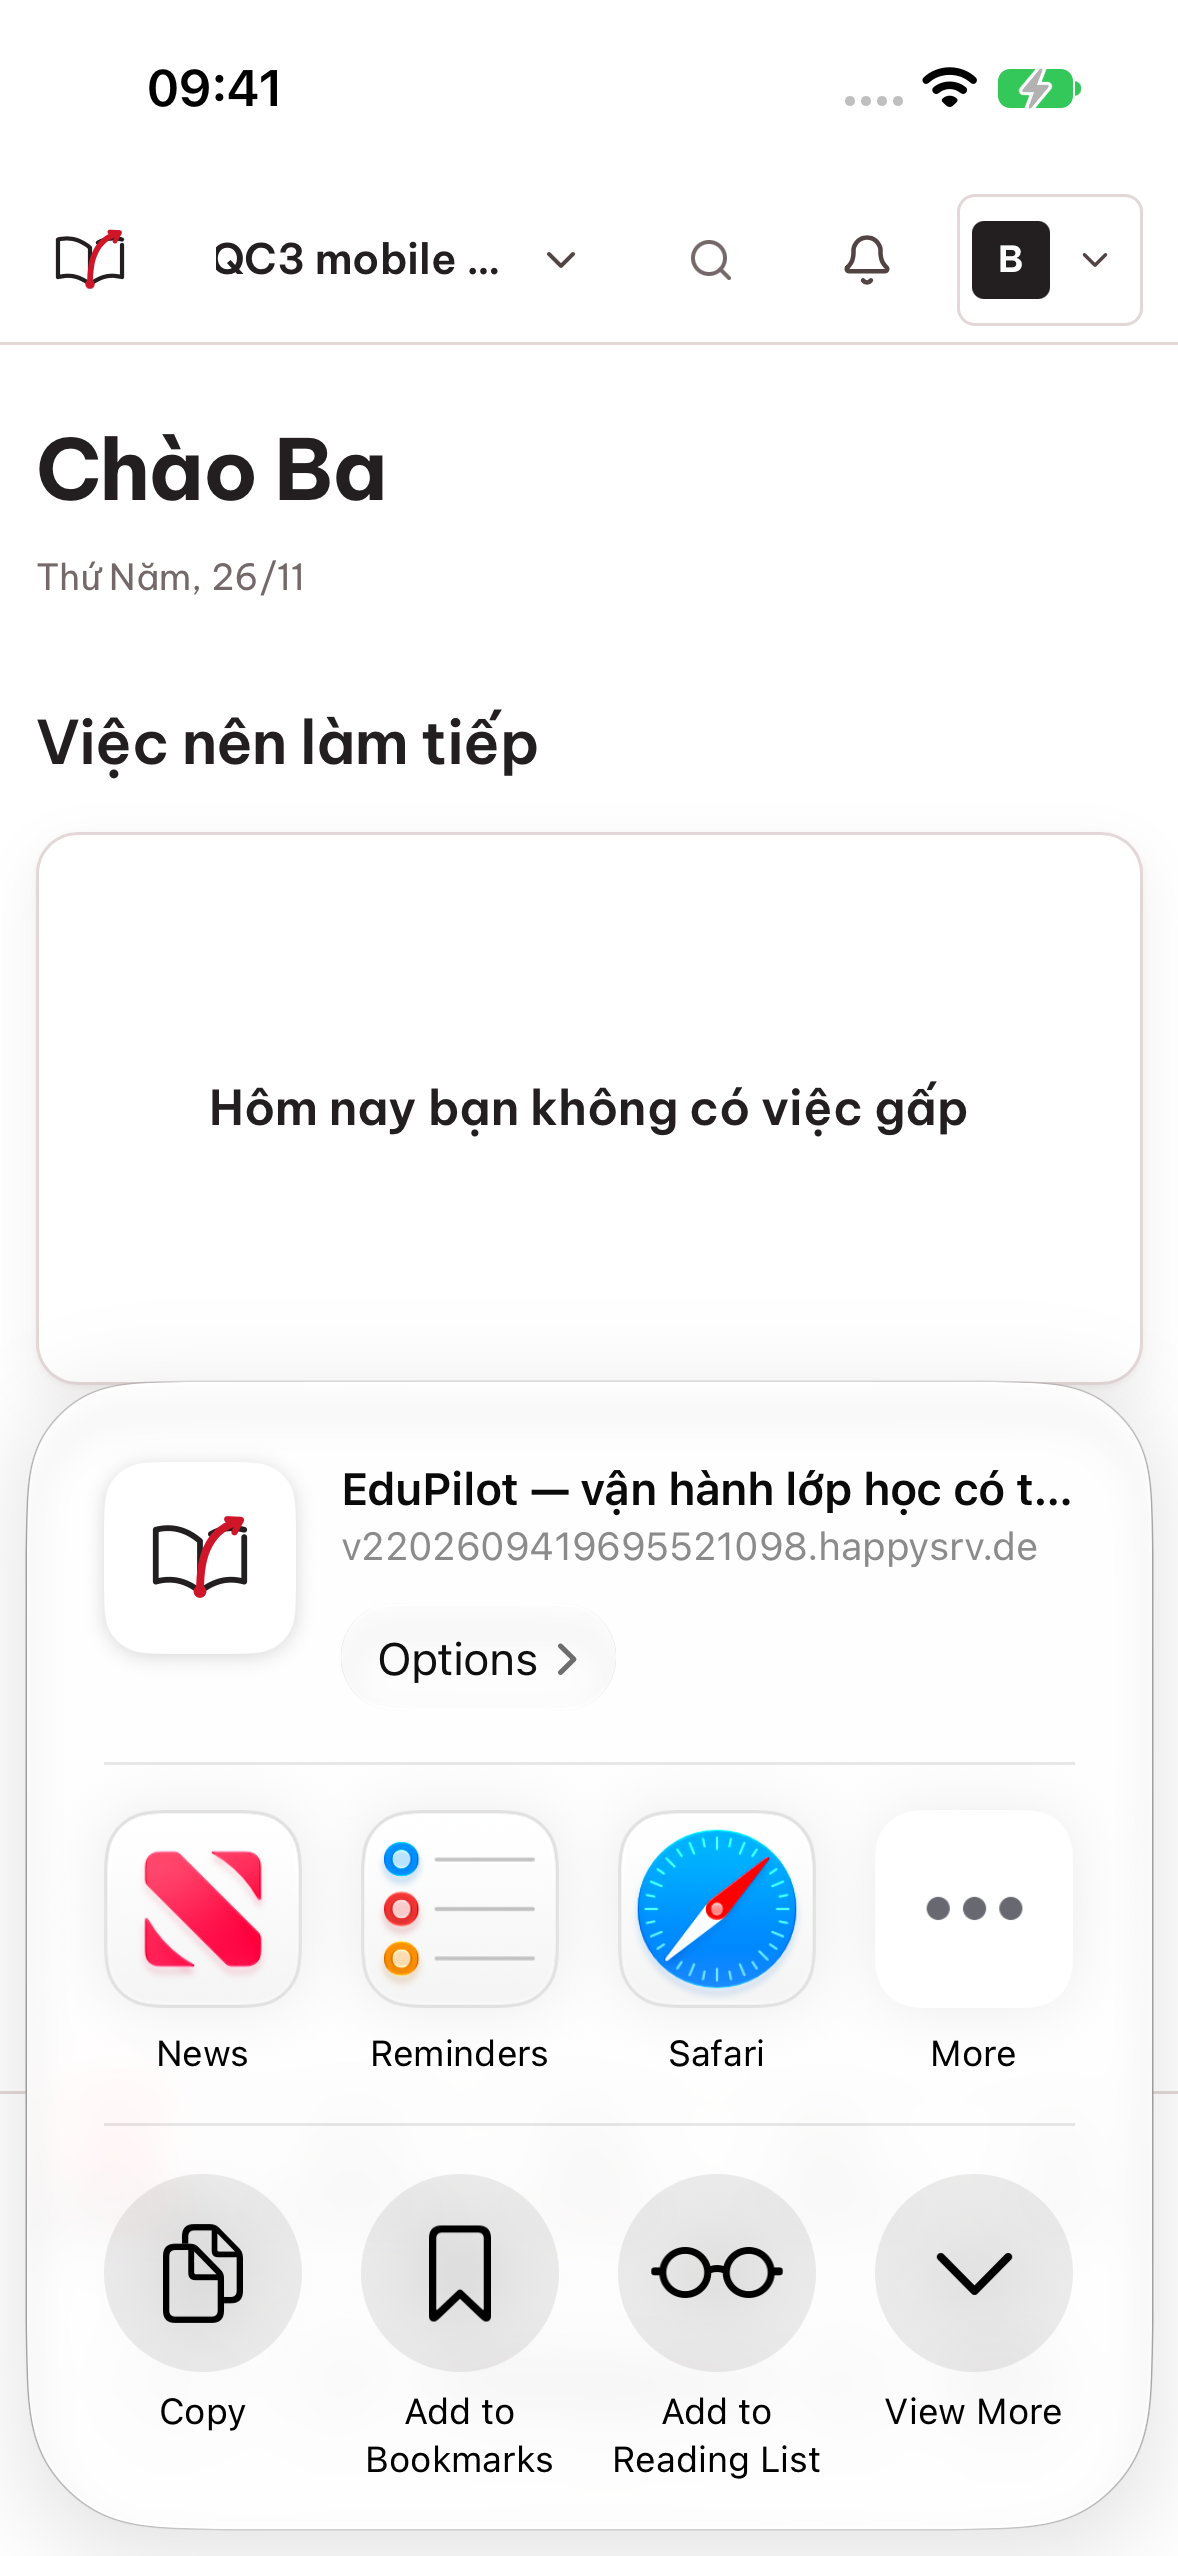 09:41
QC3 mobile ...
B
Chào Ba
Thứ Năm, 26/11
Việc nên làm tiếp
Hôm nay bạn không có việc gấp
EduPilot — vận hành lớp học có t...
v2202609419695521098.happysrv.de
Options
News
Reminders
Safari
More
Copy
Add to
Bookmarks
Add to
Reading List
View More